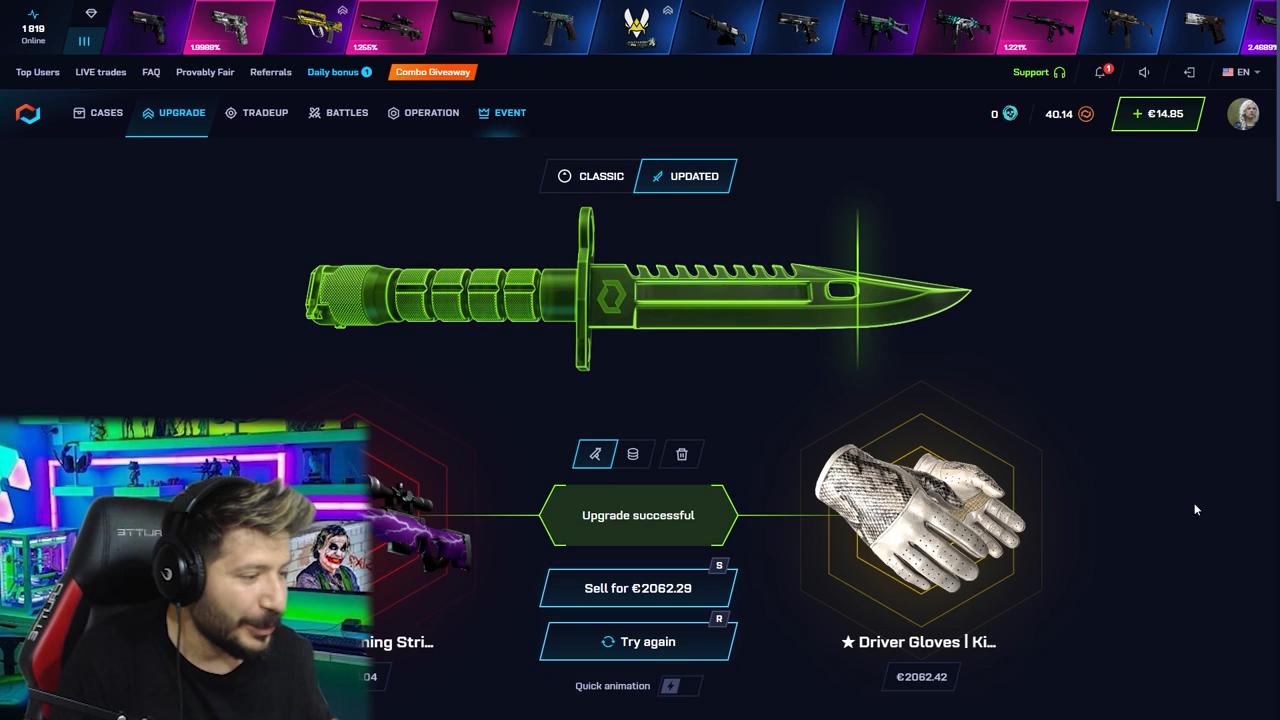 1 819
Online
1.9988%
1.255%
1.221%
2.4689%
Top Users LIVE trades FAQ Provably Fair Referrals Daily bonus 1 Combo Giveaway Support 1 EN
CASES UPGRADE TRADEUP BATTLES OPERATION EVENT 0 40.14 + €14.85
CLASSIC UPDATED
Upgrade successful
S
Sell for €2062.29
R
Try again
Quick animation
ning Stri...
.04
★ Driver Gloves | Ki...
€2062.42